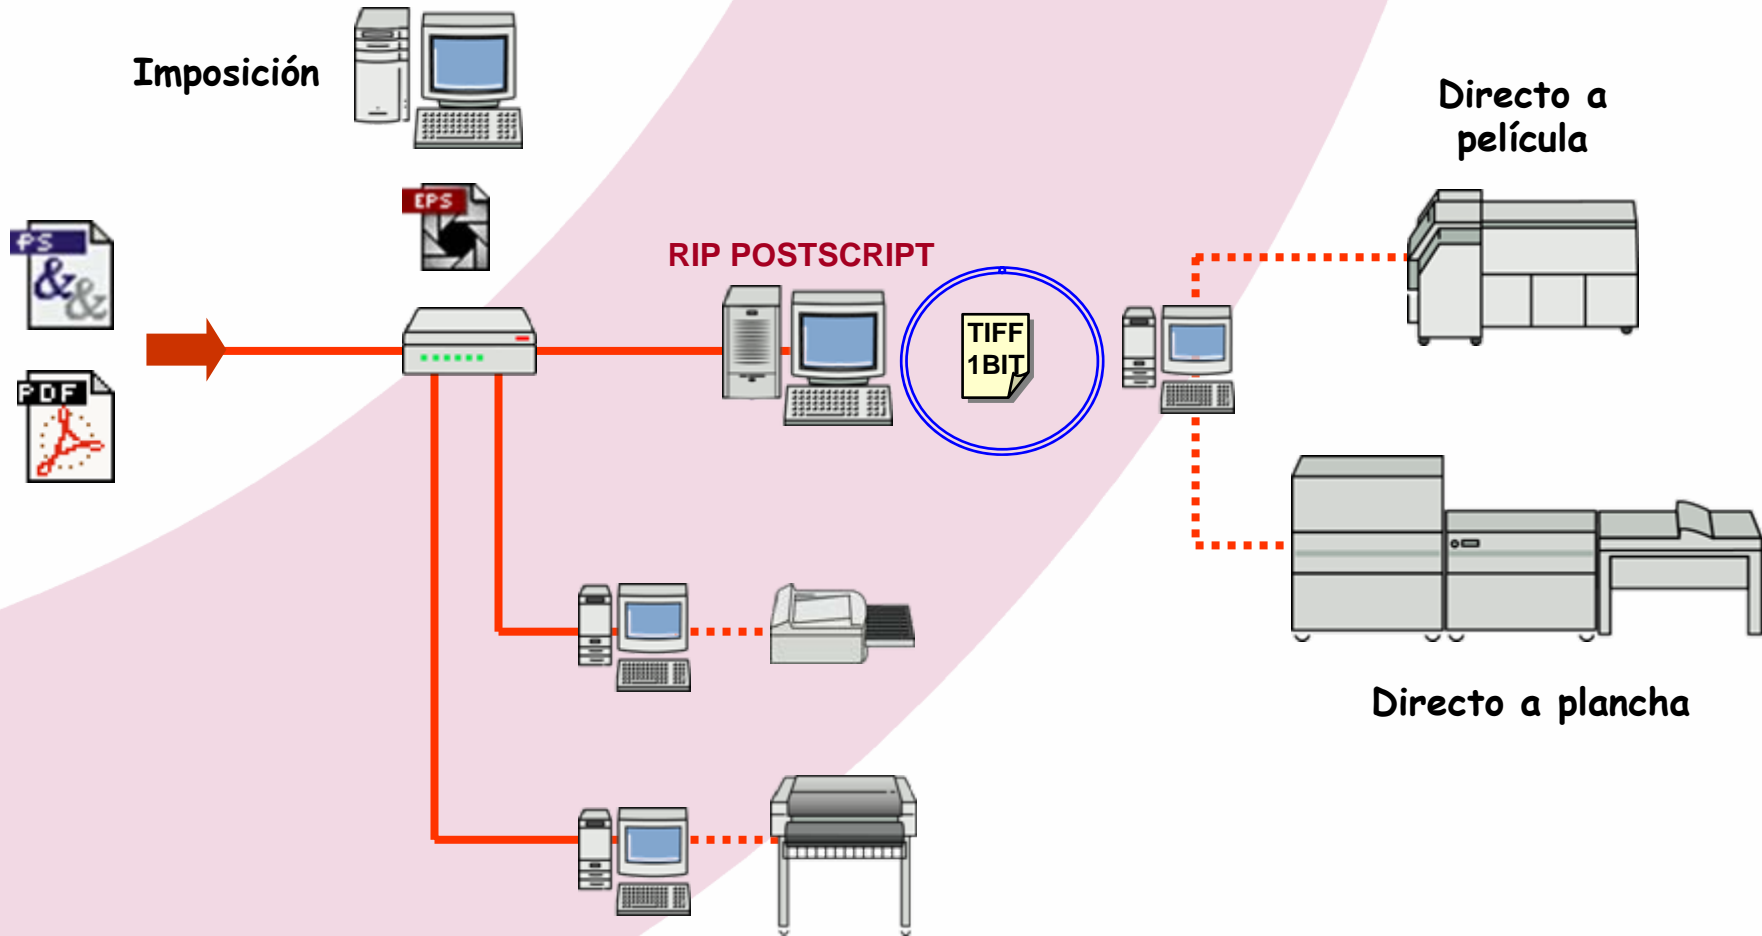 Imposición
Directo a
película
EPS
PS
&&
RIP POSTSCRIPT
TIFF
1BIT
PDF
Directo a plancha